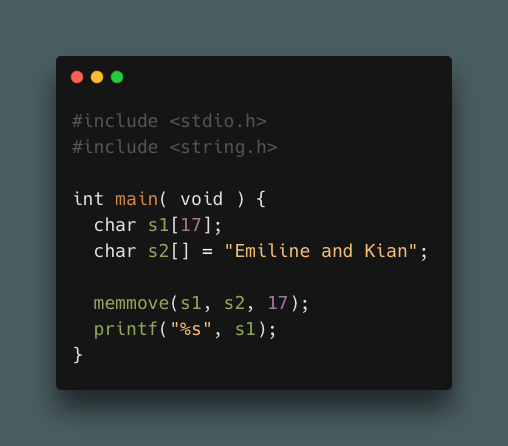 #include <stdio.h>
#include <string.h>
int main( void ) {
char s1[17];
char s2[] = "Emiline and Kian";
memmove(s1, s2, 17);
printf("%s", s1);
}